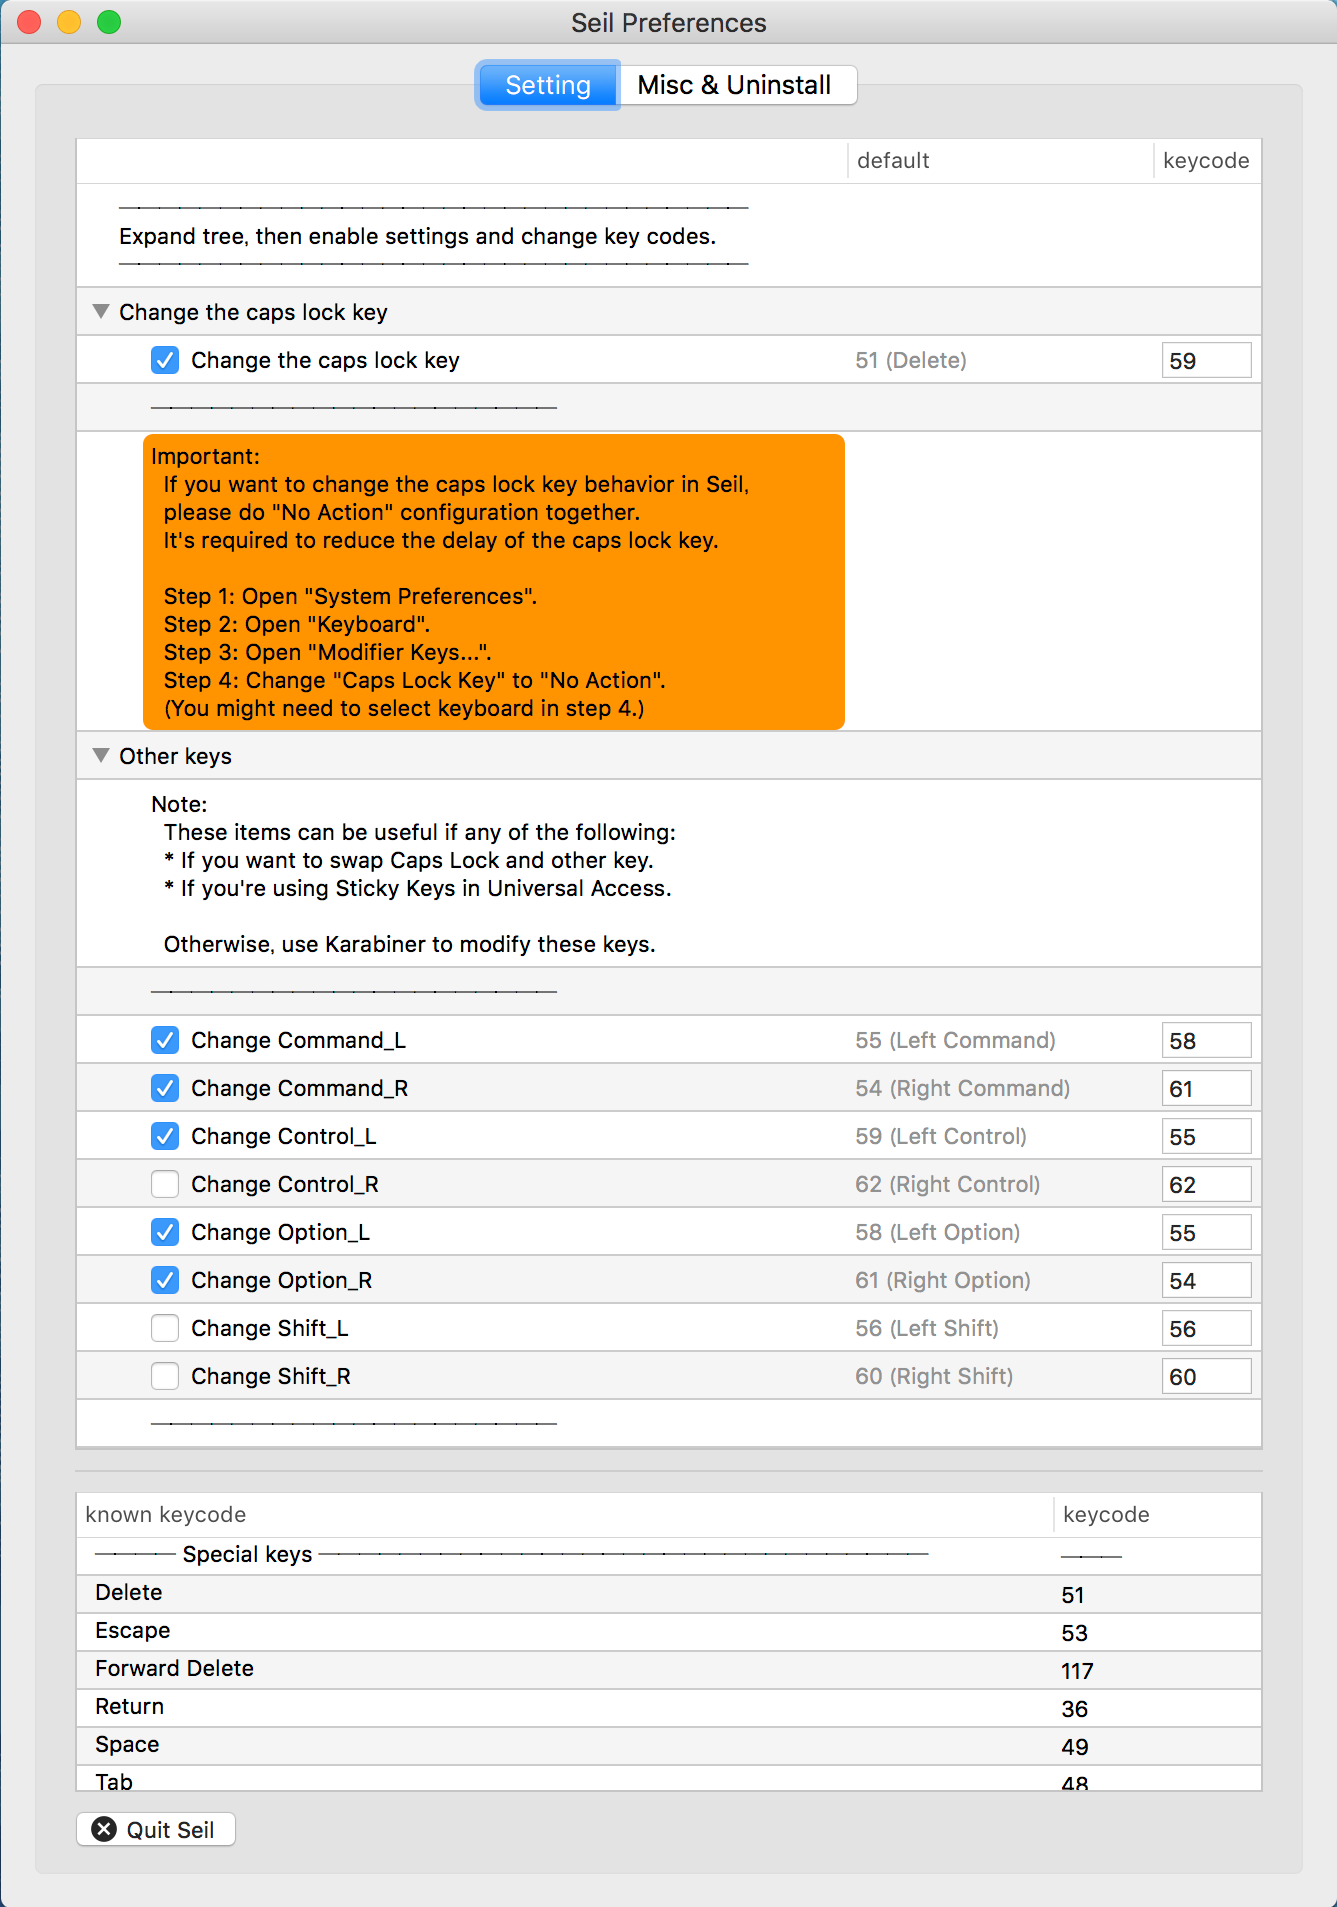 Seil Preferences
Setting
Misc & Uninstall
default
keycode
Expand tree, then enable settings and change key codes.
Change the caps lock key
Change the caps lock key 51 (Delete) 59
Important:
If you want to change the caps lock key behavior in Seil,
please do "No Action" configuration together.
It's required to reduce the delay of the caps lock key.
Step 1: Open "System Preferences".
Step 2: Open "Keyboard".
Step 3: Open "Modifier Keys...".
Step 4: Change "Caps Lock Key" to "No Action".
(You might need to select keyboard in step 4.)
Other keys
Note:
These items can be useful if any of the following:
* If you want to swap Caps Lock and other key.
* If you're using Sticky Keys in Universal Access.
Otherwise, use Karabiner to modify these keys.
Change Command_L 55 (Left Command) 58
Change Command_R 54 (Right Command) 61
Change Control_L 59 (Left Control) 55
Change Control_R 62 (Right Control) 62
Change Option_L 58 (Left Option) 55
Change Option_R 61 (Right Option) 54
Change Shift_L 56 (Left Shift) 56
Change Shift_R 60 (Right Shift) 60
known keycode keycode
Special keys
Delete 51
Escape 53
Forward Delete 117
Return 36
Space 49
Tab 48
Quit Seil